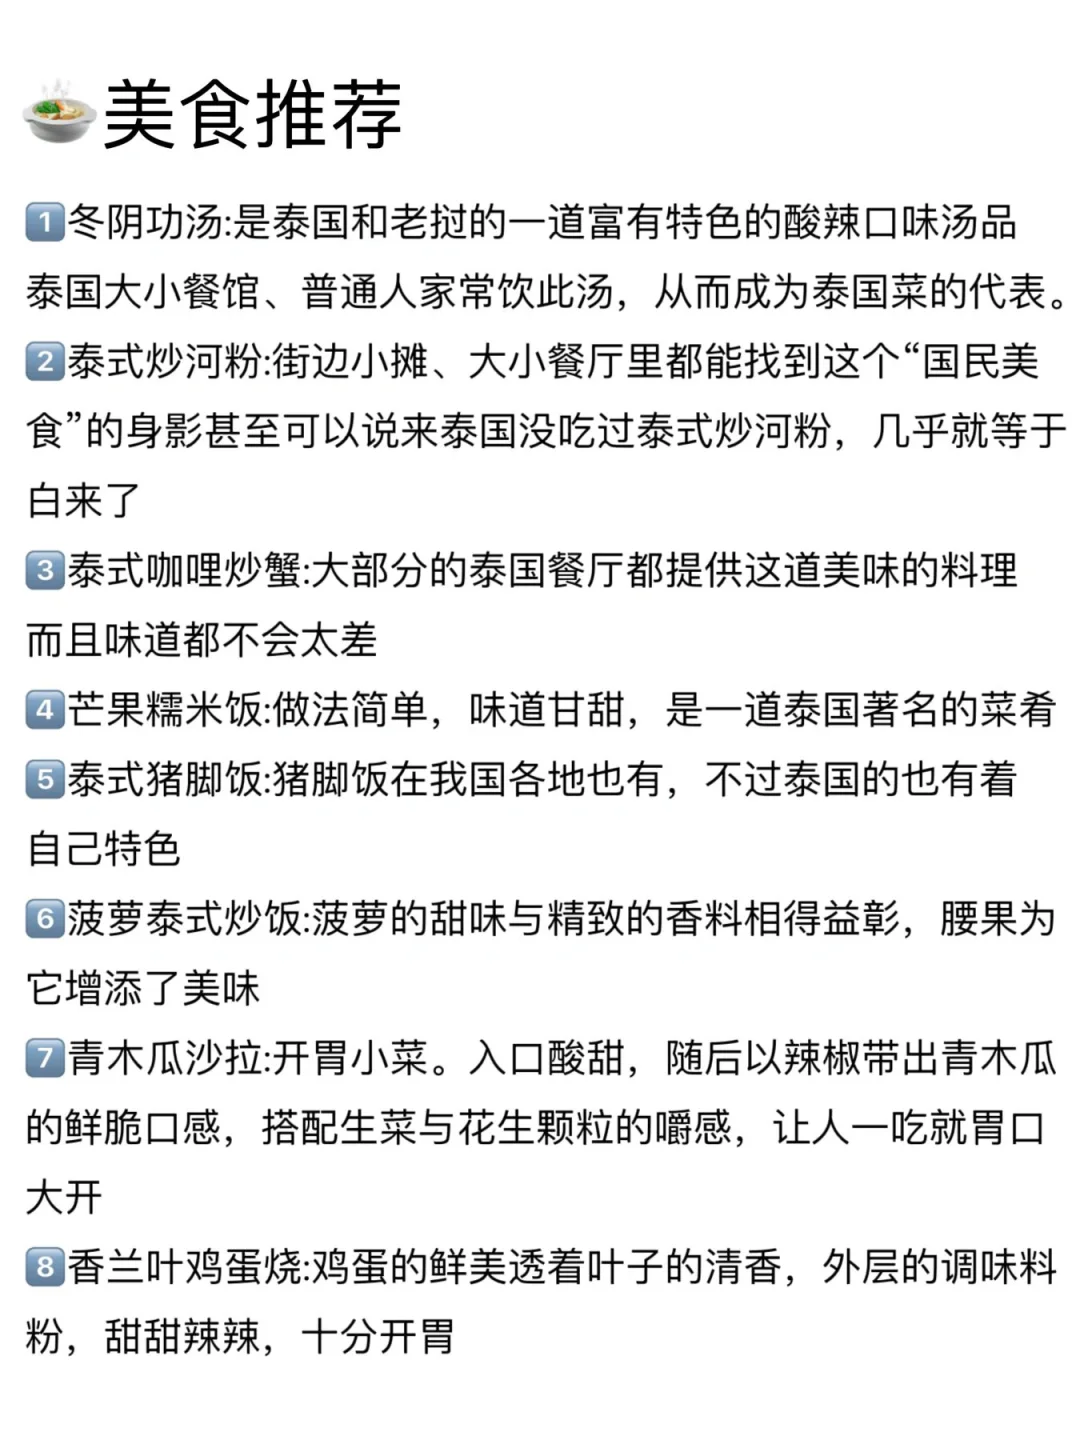 🍲美食推荐
1️⃣冬阴功汤:是泰国和老挝的一道富有特色的酸辣口味汤品
泰国大小餐馆、普通人家常饮此汤，从而成为泰国菜的代表。
2️⃣泰式炒河粉:街边小摊、大小餐厅里都能找到这个“国民美
食”的身影甚至可以说来泰国没吃过泰式炒河粉，几乎就等于
白来了
3️⃣泰式咖哩炒蟹:大部分的泰国餐厅都提供这道美味的料理
而且味道都不会太差
4️⃣芒果糯米饭:做法简单，味道甘甜，是一道泰国著名的菜肴
5️⃣泰式猪脚饭:猪脚饭在我国各地也有，不过泰国的也有着
自己特色
6️⃣菠萝泰式炒饭:菠萝的甜味与精致的香料相得益彰，腰果为
它增添了美味
7️⃣青木瓜沙拉:开胃小菜。入口酸甜，随后以辣椒带出青木瓜
的鲜脆口感，搭配生菜与花生颗粒的嚼感，让人一吃就胃口
大开
8️⃣香兰叶鸡蛋烧:鸡蛋的鲜美透着叶子的清香，外层的调味料
粉，甜甜辣辣，十分开胃